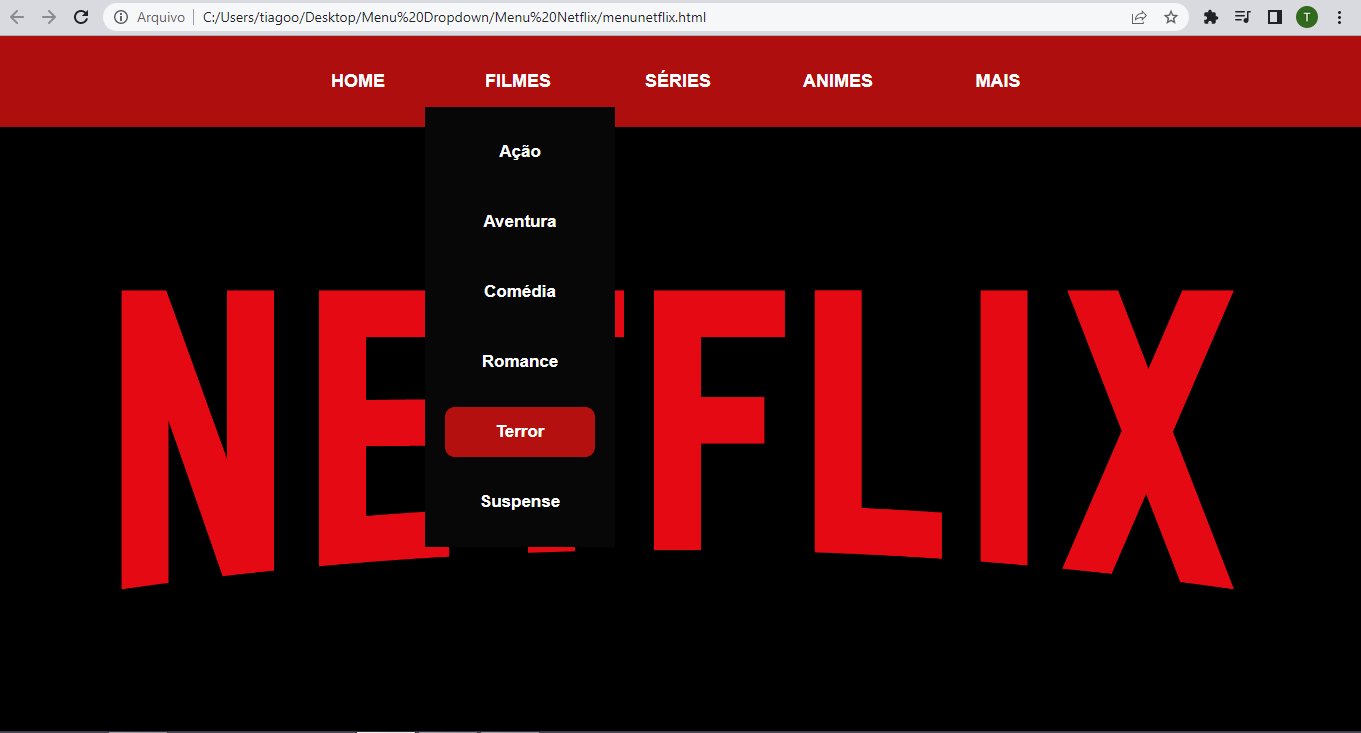 Arquivo C:/Users/tiagoo/Desktop/Menu%20Dropdown/Menu%20Netflix/menunetflix.html
T
HOME FILMES SÉRIES ANIMES MAIS
Ação
Aventura
Comédia
Romance
Terror
Suspense
NETFLIX